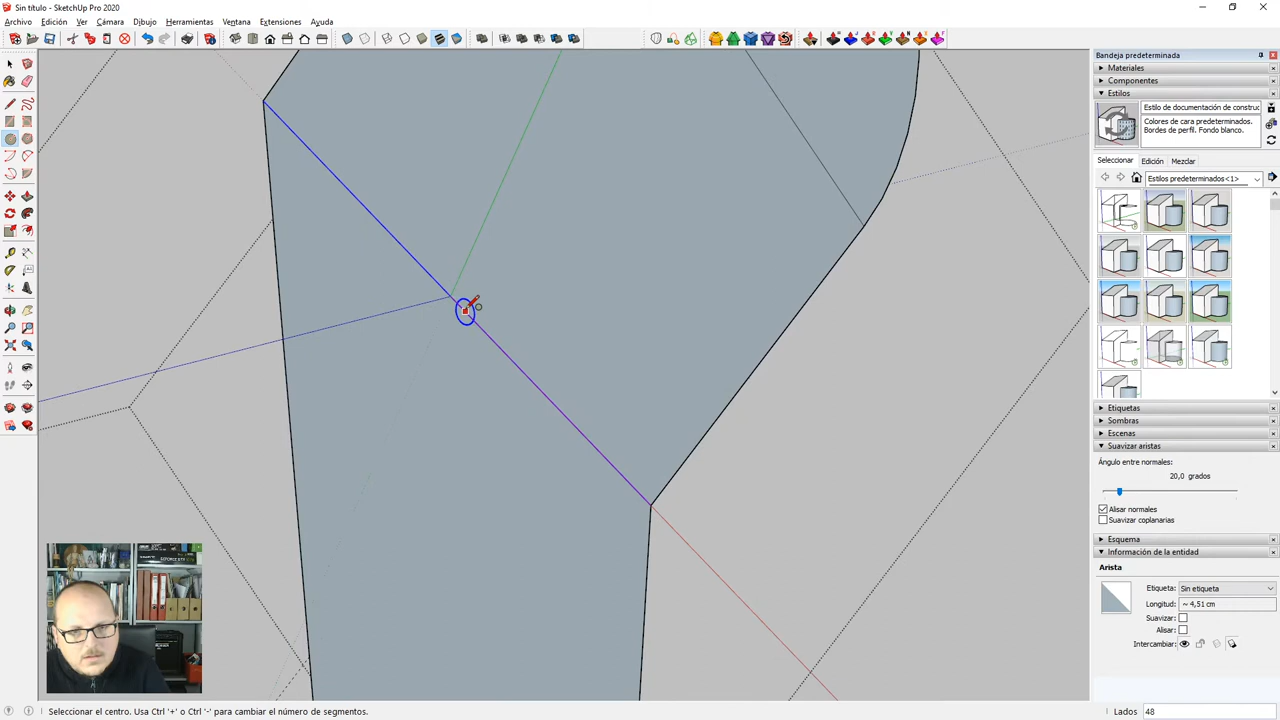 Sin título - SketchUp Pro 2020
Archivo Edición Ver Cámara Dibujo Herramientas Ventana Extensiones Ayuda
Bandeja predeterminada
Materiales
Componentes
Estilos
Estilo de documentación de construc
Colores de cara predeterminados.
Bordes de perfil. Fondo blanco.
Seleccionar Edición Mezclar
Estilos predeterminados<1>
Etiquetas
Sombras
Escenas
Suavizar aristas
Ángulo entre normales:
20,0 grados
Alisar normales
Suavizar coplanarias
Esquema
Información de la entidad
Arista
Etiqueta: Sin etiqueta
Longitud: ~ 4,51 cm
Suavizar:
Alisar:
Intercambiar:
Seleccionar el centro. Usa Ctrl '+' o Ctrl '-' para cambiar el número de segmentos.
Lados 48